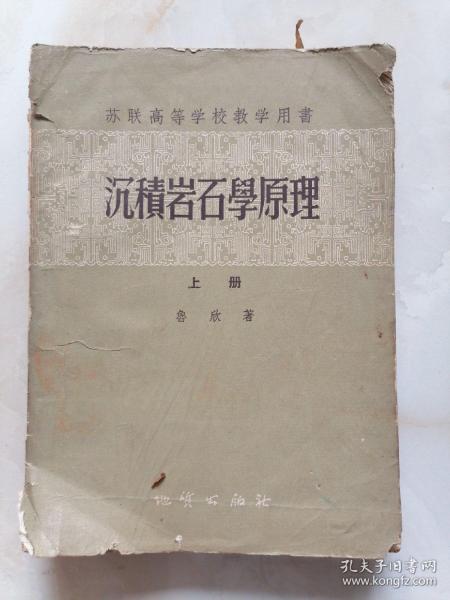 苏联高等学校教学用書
沉積岩石學原理
上册
魯欣著
地质出版社
孔夫子旧书网
www.kongfz.com